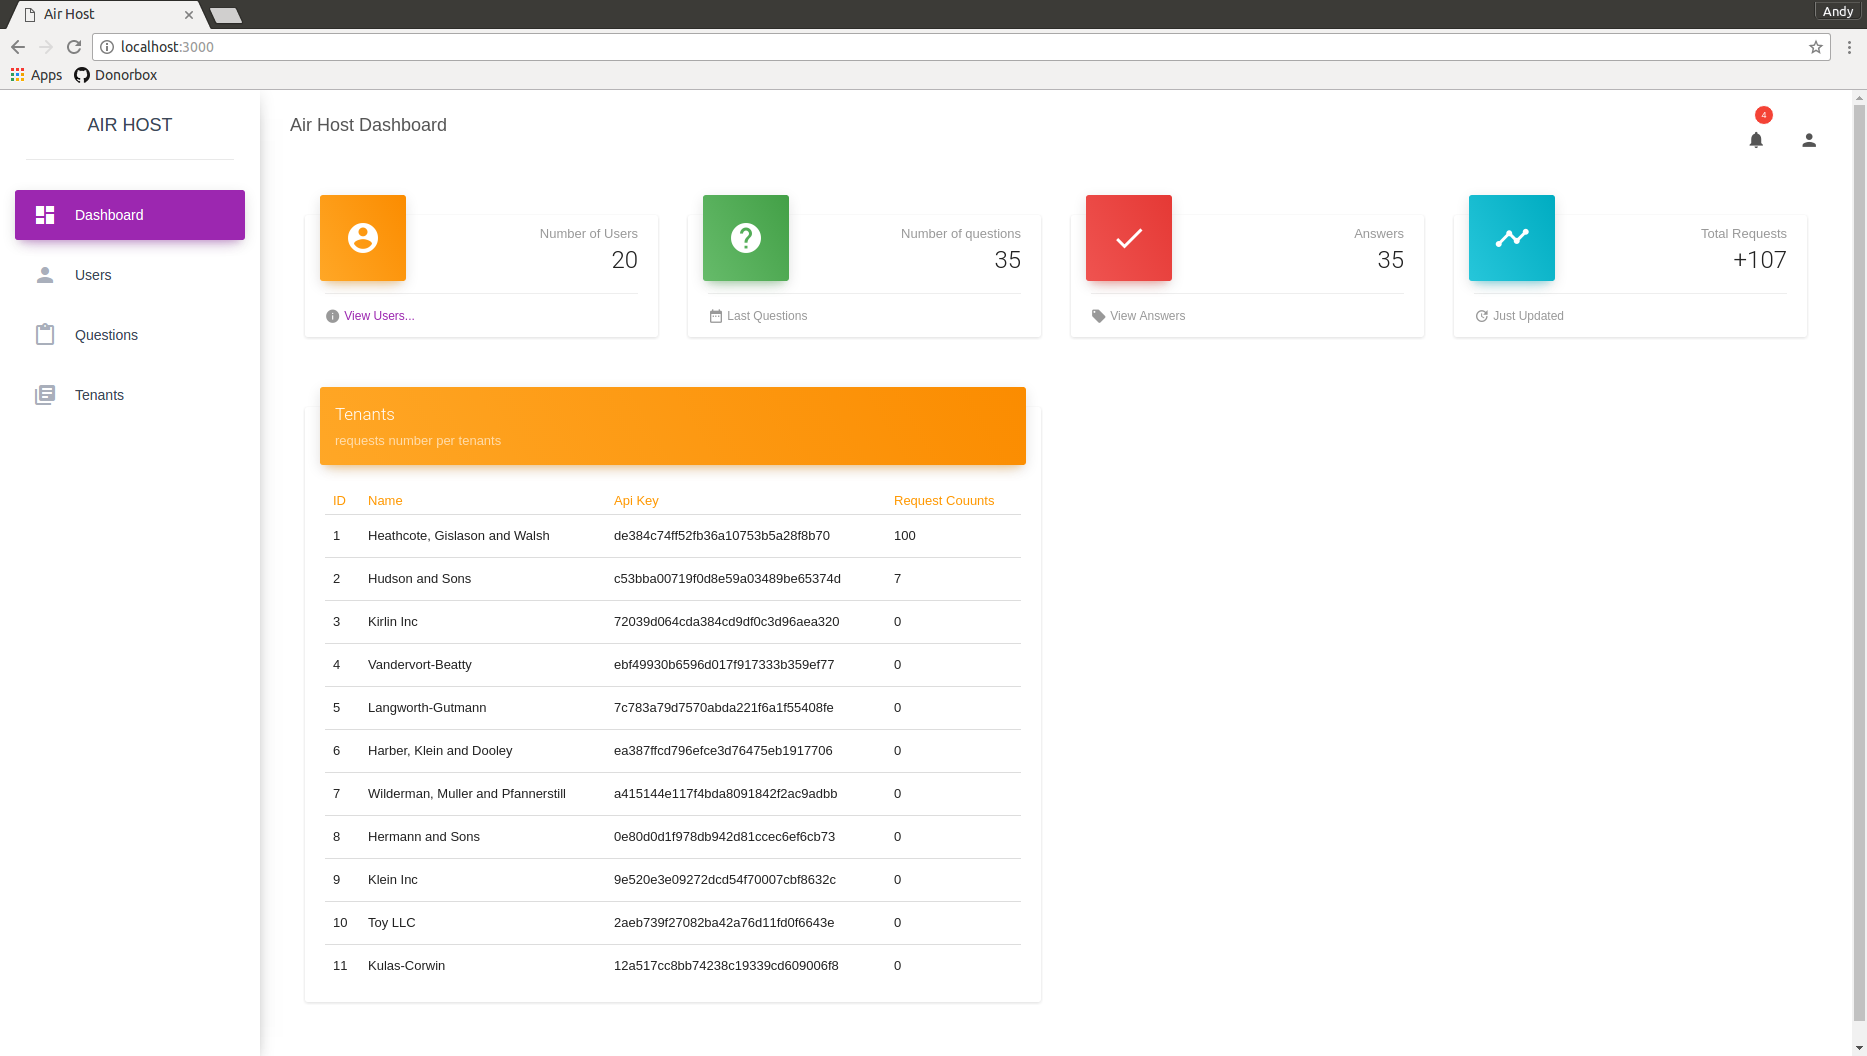 Air Host
Andy
localhost:3000
Apps Donorbox
AIR HOST
Air Host Dashboard
4
Dashboard
Users
Questions
Tenants
Number of Users
20
View Users...
Number of questions
35
Last Questions
Answers
35
View Answers
Total Requests
+107
Just Updated
Tenants
requests number per tenants
ID Name Api Key Request Couunts
1 Heathcote, Gislason and Walsh de384c74ff52fb36a10753b5a28f8b70 100
2 Hudson and Sons c53bba00719f0d8e59a03489be65374d 7
3 Kirlin Inc 72039d064cda384cd9df0c3d96aea320 0
4 Vandervort-Beatty ebf49930b6596d017f917333b359ef77 0
5 Langworth-Gutmann 7c783a79d7570abda221f6a1f55408fe 0
6 Harber, Klein and Dooley ea387ffcd796efce3d76475eb1917706 0
7 Wilderman, Muller and Pfannerstill a415144e117f4bda8091842f2ac9adbb 0
8 Hermann and Sons 0e80d0d1f978db942d81ccec6ef6cb73 0
9 Klein Inc 9e520e3e09272dcd54f70007cbf8632c 0
10 Toy LLC 2aeb739f27082ba42a76d11fd0f6643e 0
11 Kulas-Corwin 12a517cc8bb74238c19339cd609006f8 0